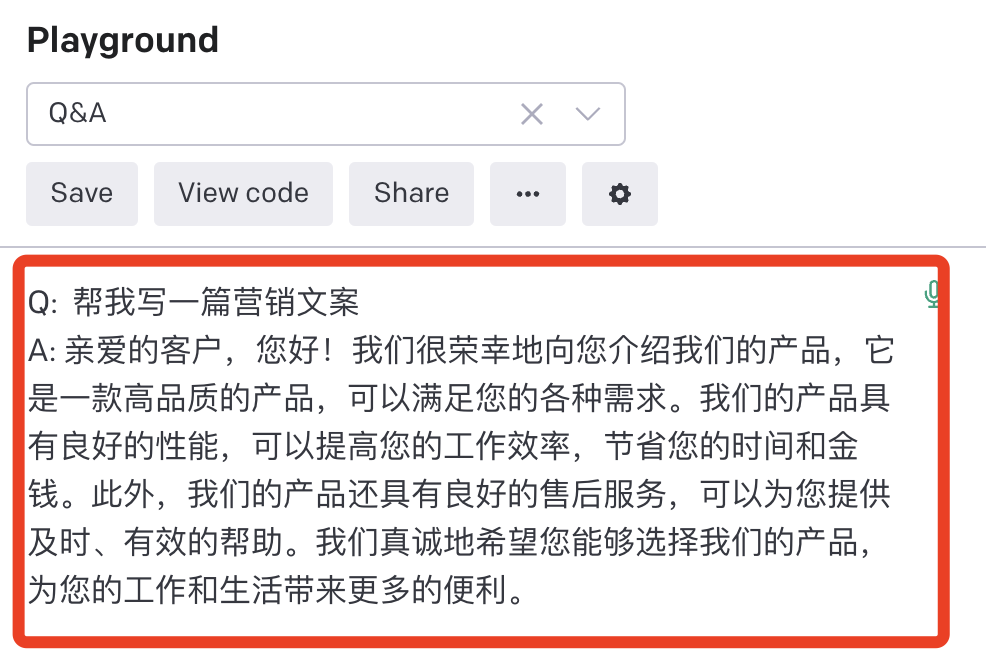 Playground
Q&A
Save View code Share ...
Q: 帮我写一篇营销文案
A: 亲爱的客户，您好！我们很荣幸地向您介绍我们的产品，它
是一款高品质的产品，可以满足您的各种需求。我们的产品具
有良好的性能，可以提高您的工作效率，节省您的时间和金
钱。此外，我们的产品还具有良好的售后服务，可以为您提供
及时、有效的帮助。我们真诚地希望您能够选择我们的产品，
为您的工作和生活带来更多的便利。